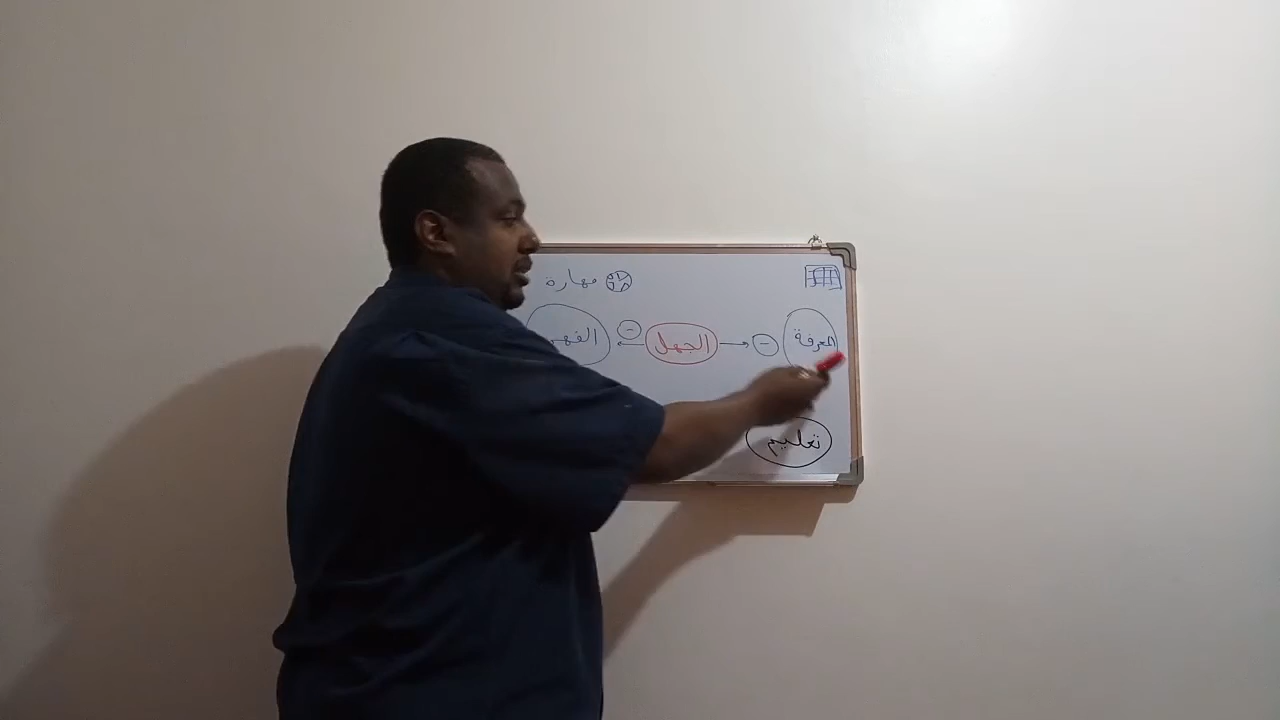 مهارة
المعرفة - الجهل - الفهم
تعليم